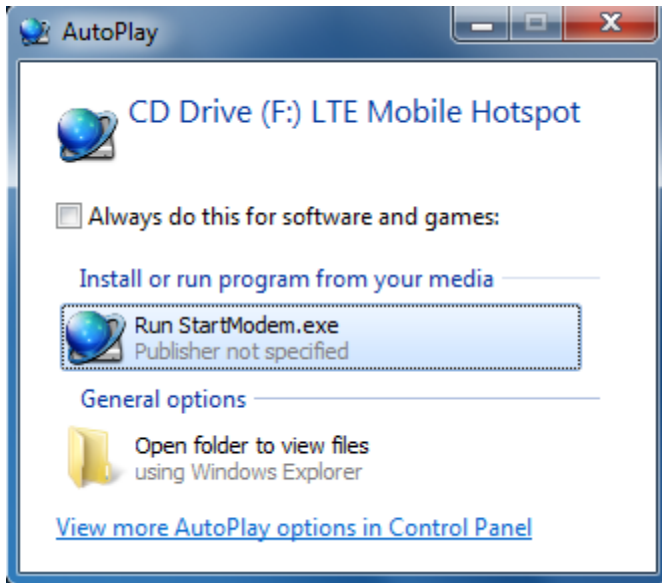 AutoPlay
CD Drive (F:) LTE Mobile Hotspot
Always do this for software and games:
Install or run program from your media
Run StartModem.exe
Publisher not specified
General options
Open folder to view files
using Windows Explorer
View more AutoPlay options in Control Panel